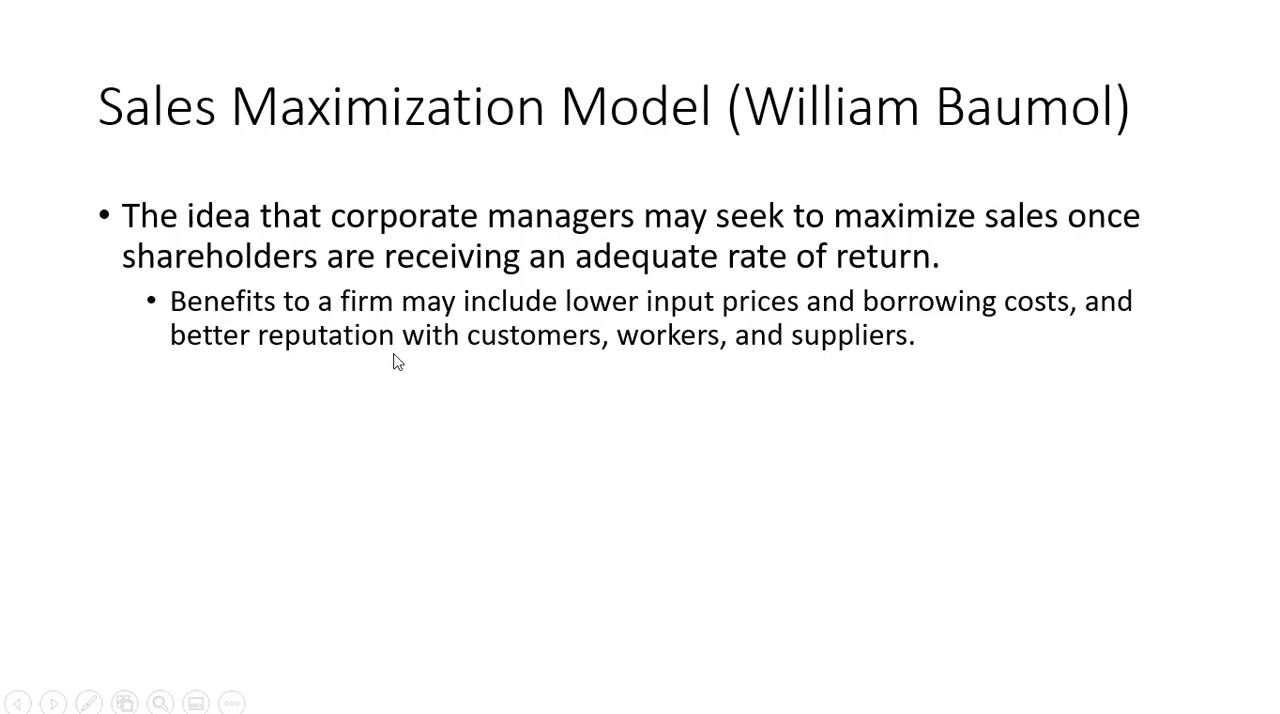 Sales Maximization Model (William Baumol)
• The idea that corporate managers may seek to maximize sales once
shareholders are receiving an adequate rate of return.
• Benefits to a firm may include lower input prices and borrowing costs, and
better reputation with customers, workers, and suppliers.